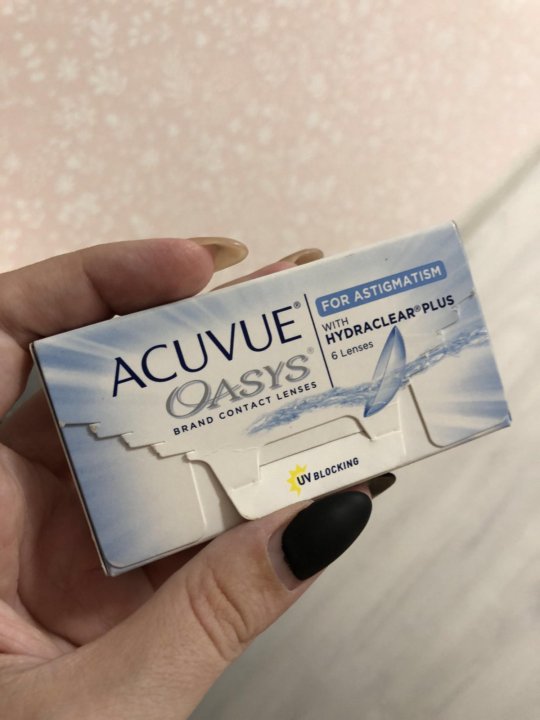 ACUVUE®
OASYS®
BRAND CONTACT LENSES
FOR ASTIGMATISM
WITH
HYDRACLEAR® PLUS
6 Lenses
UV BLOCKING